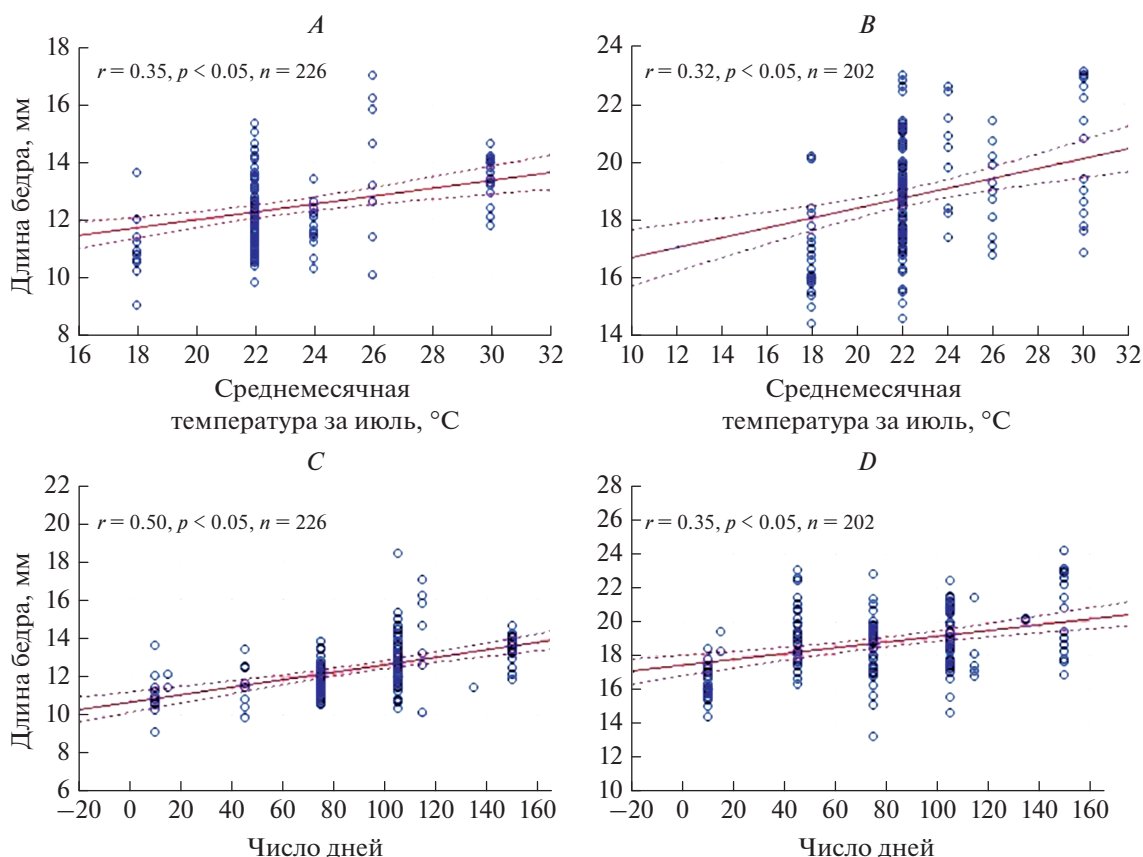 A
B
r = 0.35, p < 0.05, n = 226
r = 0.32, p < 0.05, n = 202
Длина бедра, мм
18
16
14
12
10
8
24
22
20
18
16
14
16 18 20 22 24 26 28 30 32
10 12 14 16 18 20 22 24 26 28 30 32
Среднемесячная
температура за июль, °C
Среднемесячная
температура за июль, °C
C
D
r = 0.50, p < 0.05, n = 226
r = 0.35, p < 0.05, n = 202
Длина бедра, мм
22
20
18
16
14
12
10
8
6
28
26
24
22
20
18
16
14
12
10
−20 0 20 40 60 80 100 120 140 160
−20 0 20 40 60 80 100 120 140 160
Число дней
Число дней